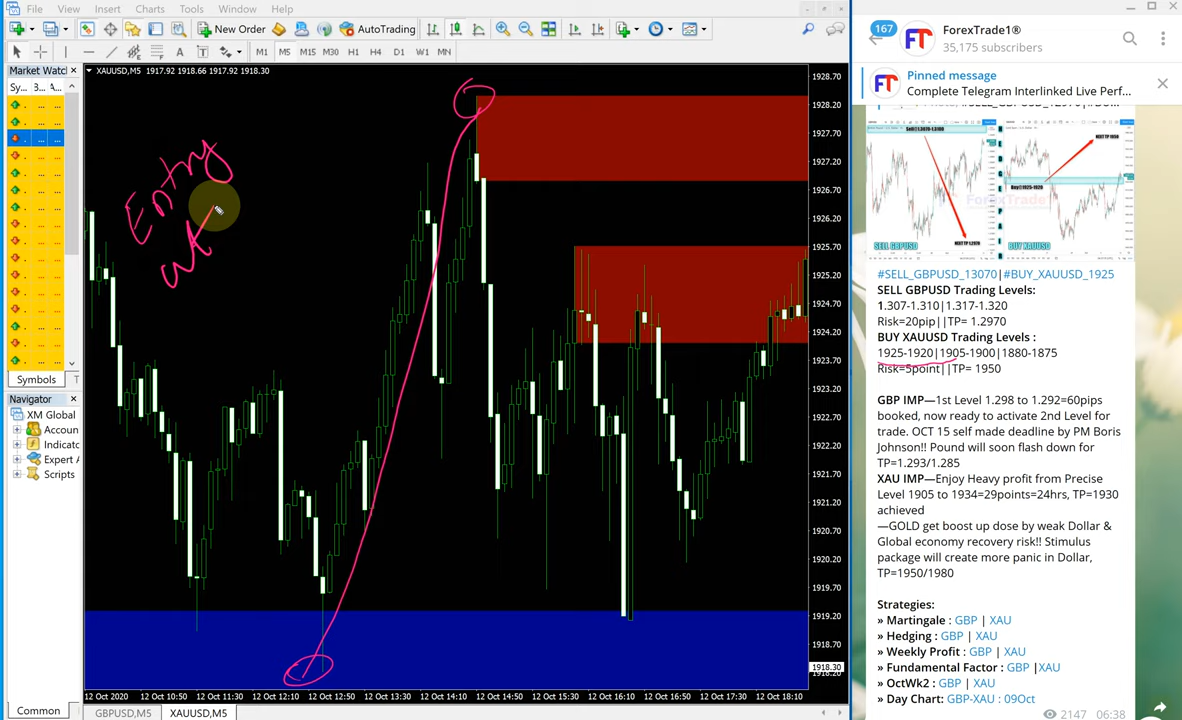 File
View
Insert
Charts
Tools
Window
Help
New Order
AutoTrading
M1
M5
M15
M30
H1
H4
D1
W1
MN
Market Watch
Sy...
B...
A...
Symbols
T
Navigator
XM Global
Accoun
Indicato
Expert A
Scripts
Common
XAUUSD,M5 1917.92 1918.66 1917.92 1918.30
Entry
at
1928.70
1928.20
1927.70
1927.20
1926.70
1926.20
1925.70
1925.20
1924.70
1924.20
1923.70
1923.20
1922.70
1922.20
1921.70
1921.20
1920.70
1920.20
1919.70
1919.20
1918.70
1918.30
1918.20
12 Oct 2020
12 Oct 10:50
12 Oct 11:30
12 Oct 12:10
12 Oct 12:50
12 Oct 13:30
12 Oct 14:10
12 Oct 14:50
12 Oct 15:30
12 Oct 16:10
12 Oct 16:50
12 Oct 17:30
12 Oct 18:10
GBPUSD,M5
XAUUSD,M5
167
FT
ForexTrade1®
35,175 subscribers
FT
Pinned message
Complete Telegram Interlinked Live Perf...
SELL GBPUSD
BUY XAUUSD
ForexTrade1
#SELL_GBPUSD_13070|#BUY_XAUUSD_1925
SELL GBPUSD Trading Levels:
1.307-1.310|1.317-1.320
Risk=20pip||TP= 1.2970
BUY XAUUSD Trading Levels :
1925-1920|1905-1900|1880-1875
Risk=5point||TP= 1950
GBP IMP—1st Level 1.298 to 1.292=60pips
booked, now ready to activate 2nd Level for
trade. OCT 15 self made deadline by PM Boris
Johnson!! Pound will soon flash down for
TP=1.293/1.285
XAU IMP—Enjoy Heavy profit from Precise
Level 1905 to 1934=29points=24hrs, TP=1930
achieved
—GOLD get boost up dose by weak Dollar &
Global economy recovery risk!! Stimulus
package will create more panic in Dollar,
TP=1950/1980
Strategies:
» Martingale : GBP | XAU
» Hedging : GBP | XAU
» Weekly Profit : GBP | XAU
» Fundamental Factor : GBP |XAU
» OctWk2 : GBP | XAU
» Day Chart: GBP-XAU : 09Oct
2147 06:38